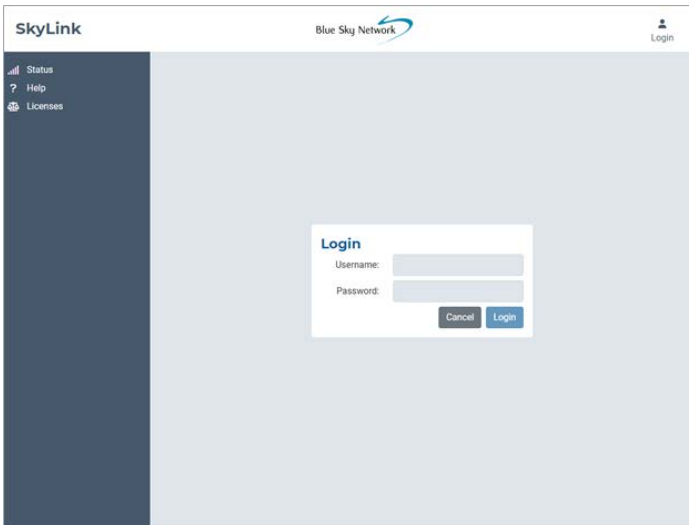 SkyLink
Blue Sky Network
Login
Status
? Help
Licenses
Login
Username:
Password:
Cancel Login